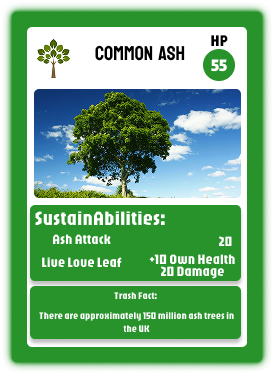 COMMON ASH
HP
55
SustainAbilities:
Ash Attack 20
Live Love Leaf +10 Own Health
20 Damage
Trash Fact:
There are approximately 150 million ash trees in
the UK